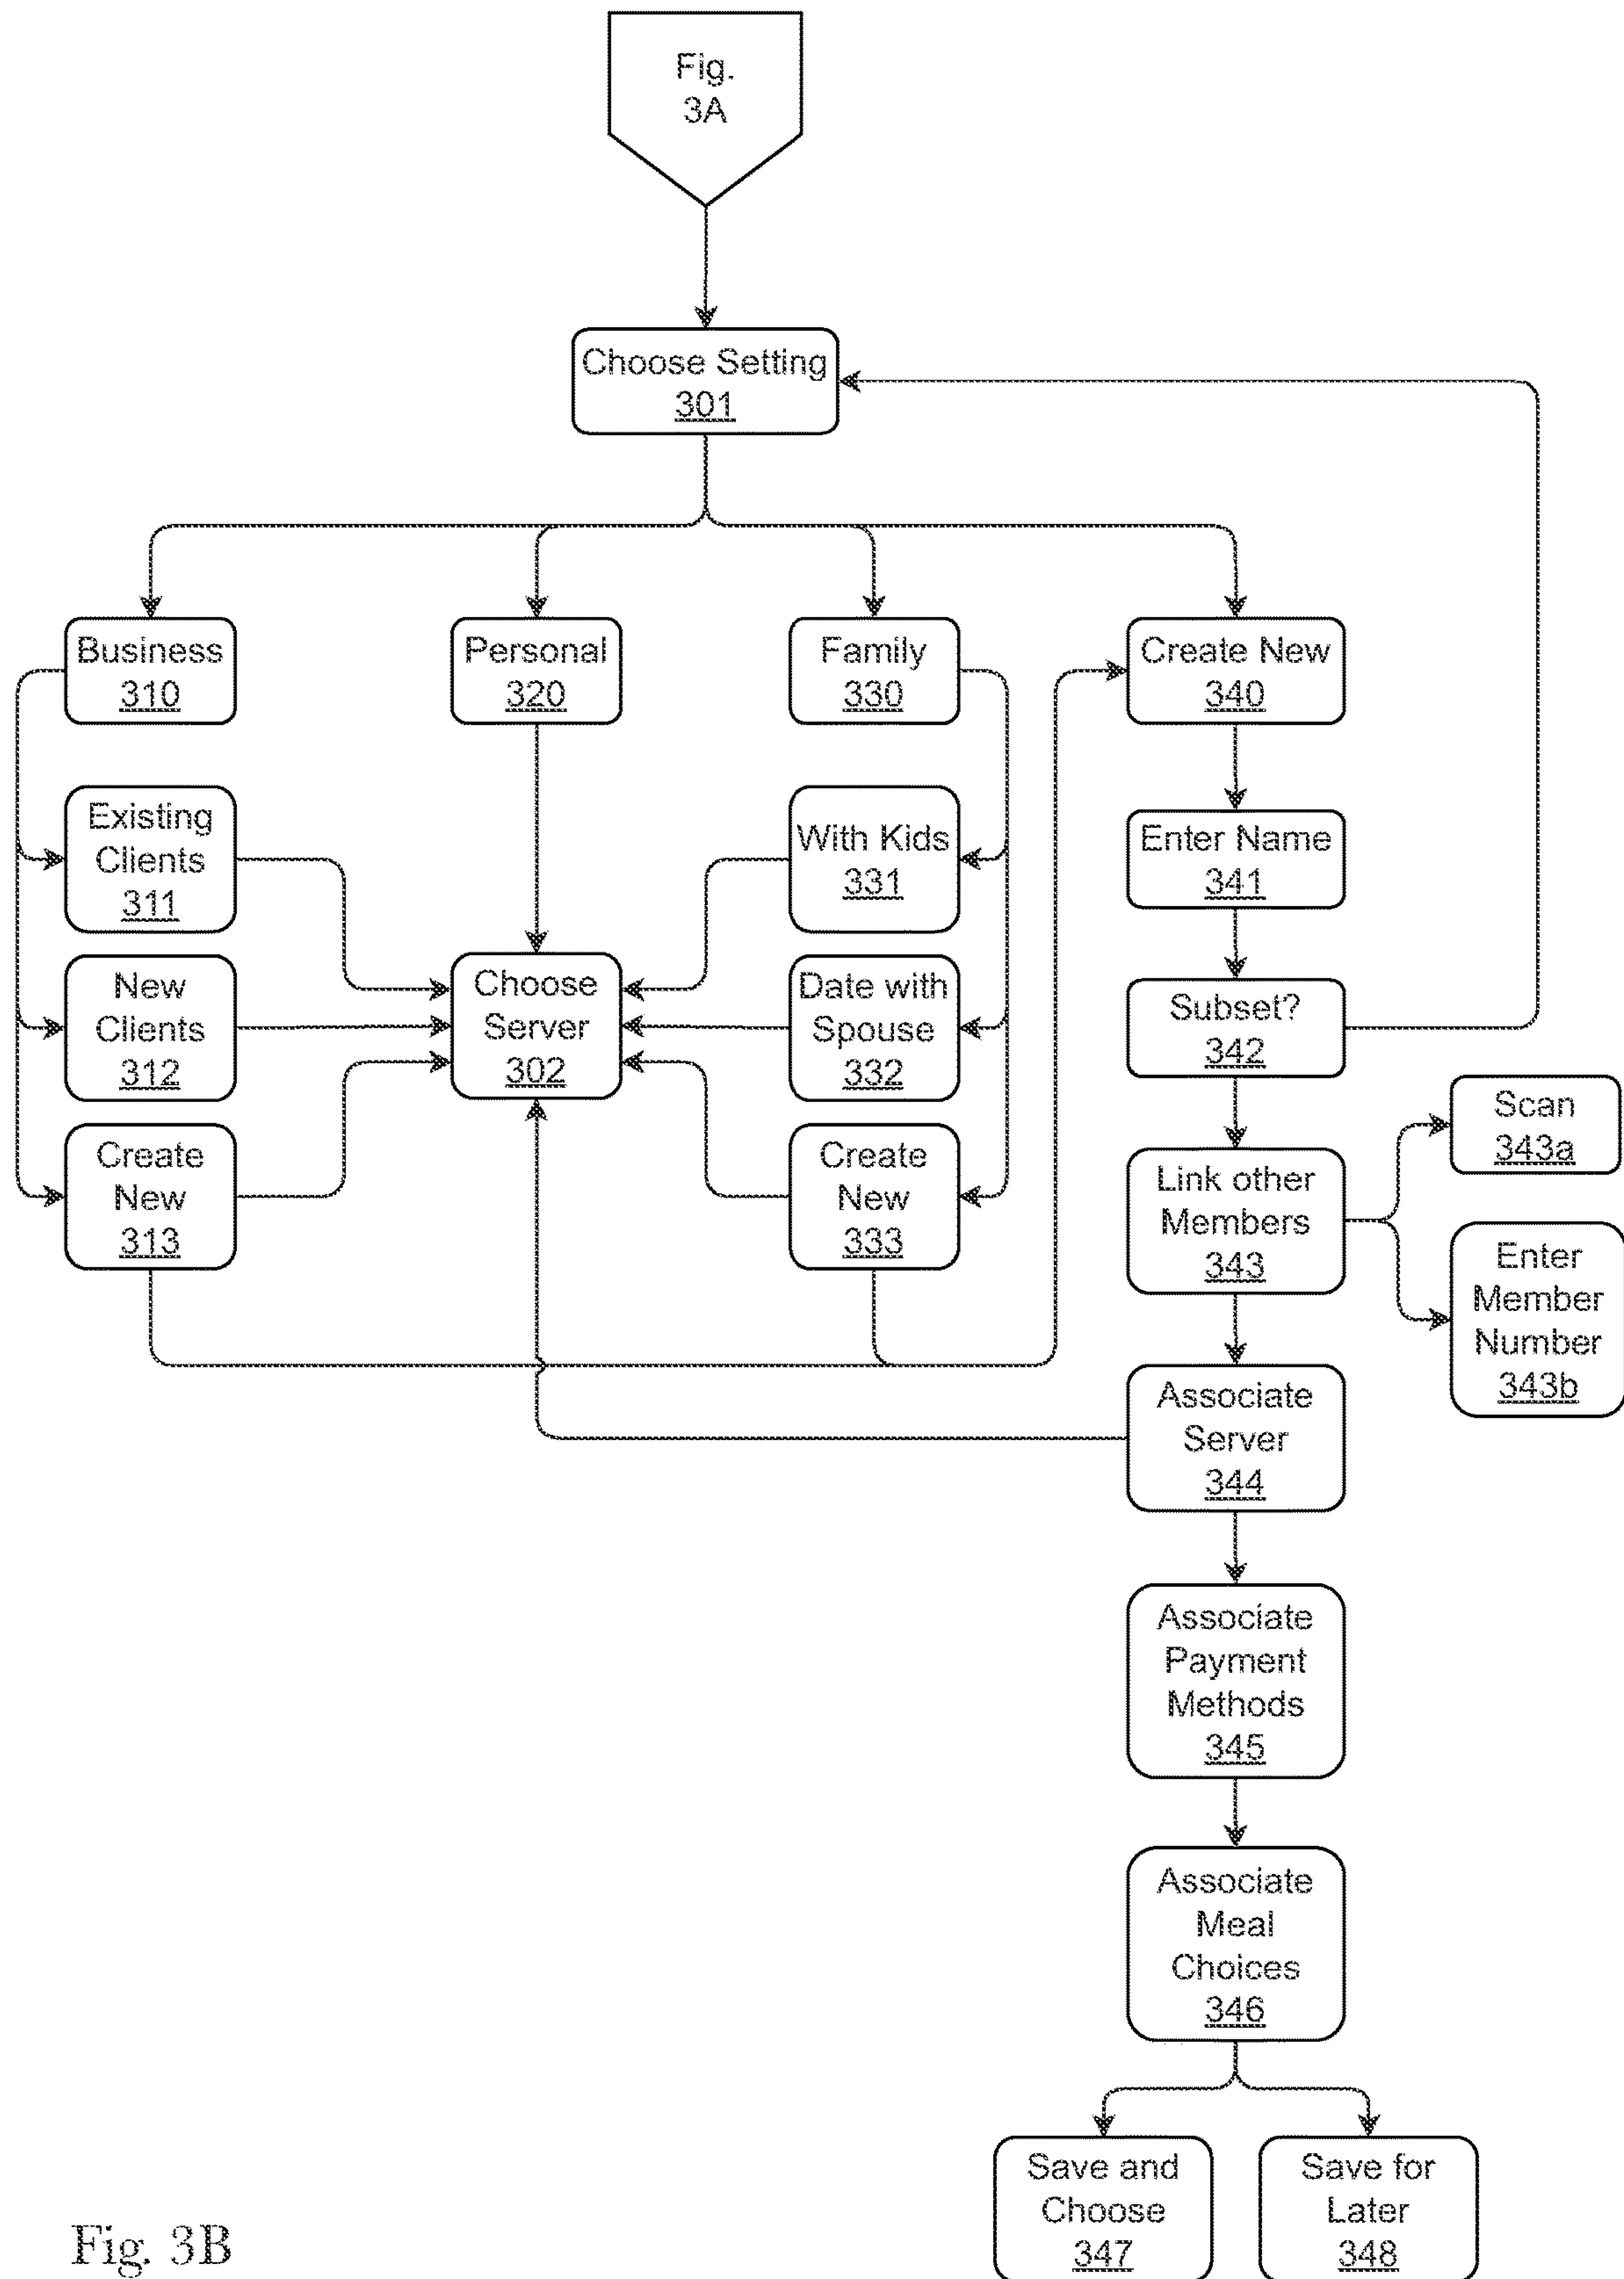 Fig.
3A
Choose Setting
301
Business
310
Personal
320
Family
330
Create New
340
Existing
Clients
311
With Kids
331
Enter Name
341
New
Clients
312
Choose
Server
302
Date with
Spouse
332
Subset?
342
Create
New
313
Create
New
333
Link other
Members
343
Scan
343a
Enter
Member
Number
343b
Associate
Server
344
Associate
Payment
Methods
345
Associate
Meal
Choices
346
Save and
Choose
347
Save for
Later
348
Fig. 3B